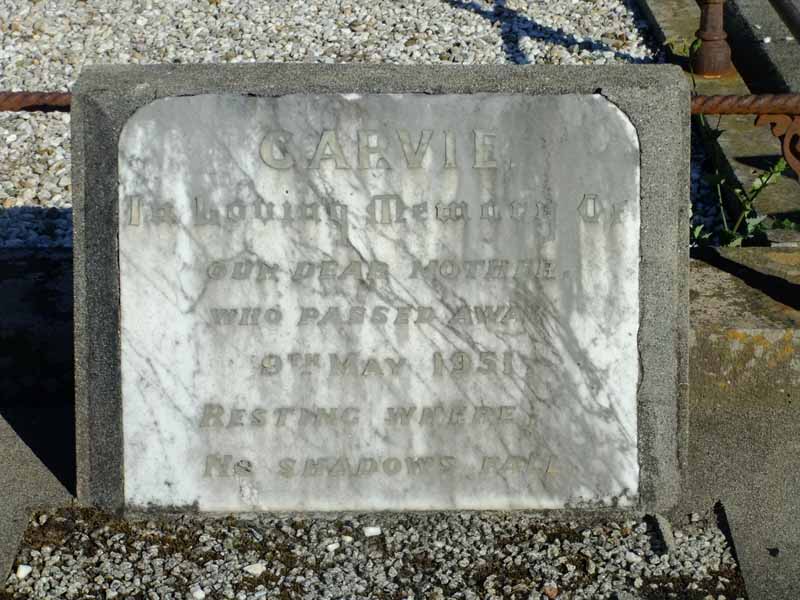 GARVIE.
In Loving Memory Of
OUR DEAR MOTHER.
WHO PASSED AWAY
9TH MAY 1951.
RESTING WHERE,
NO SHADOWS FALL